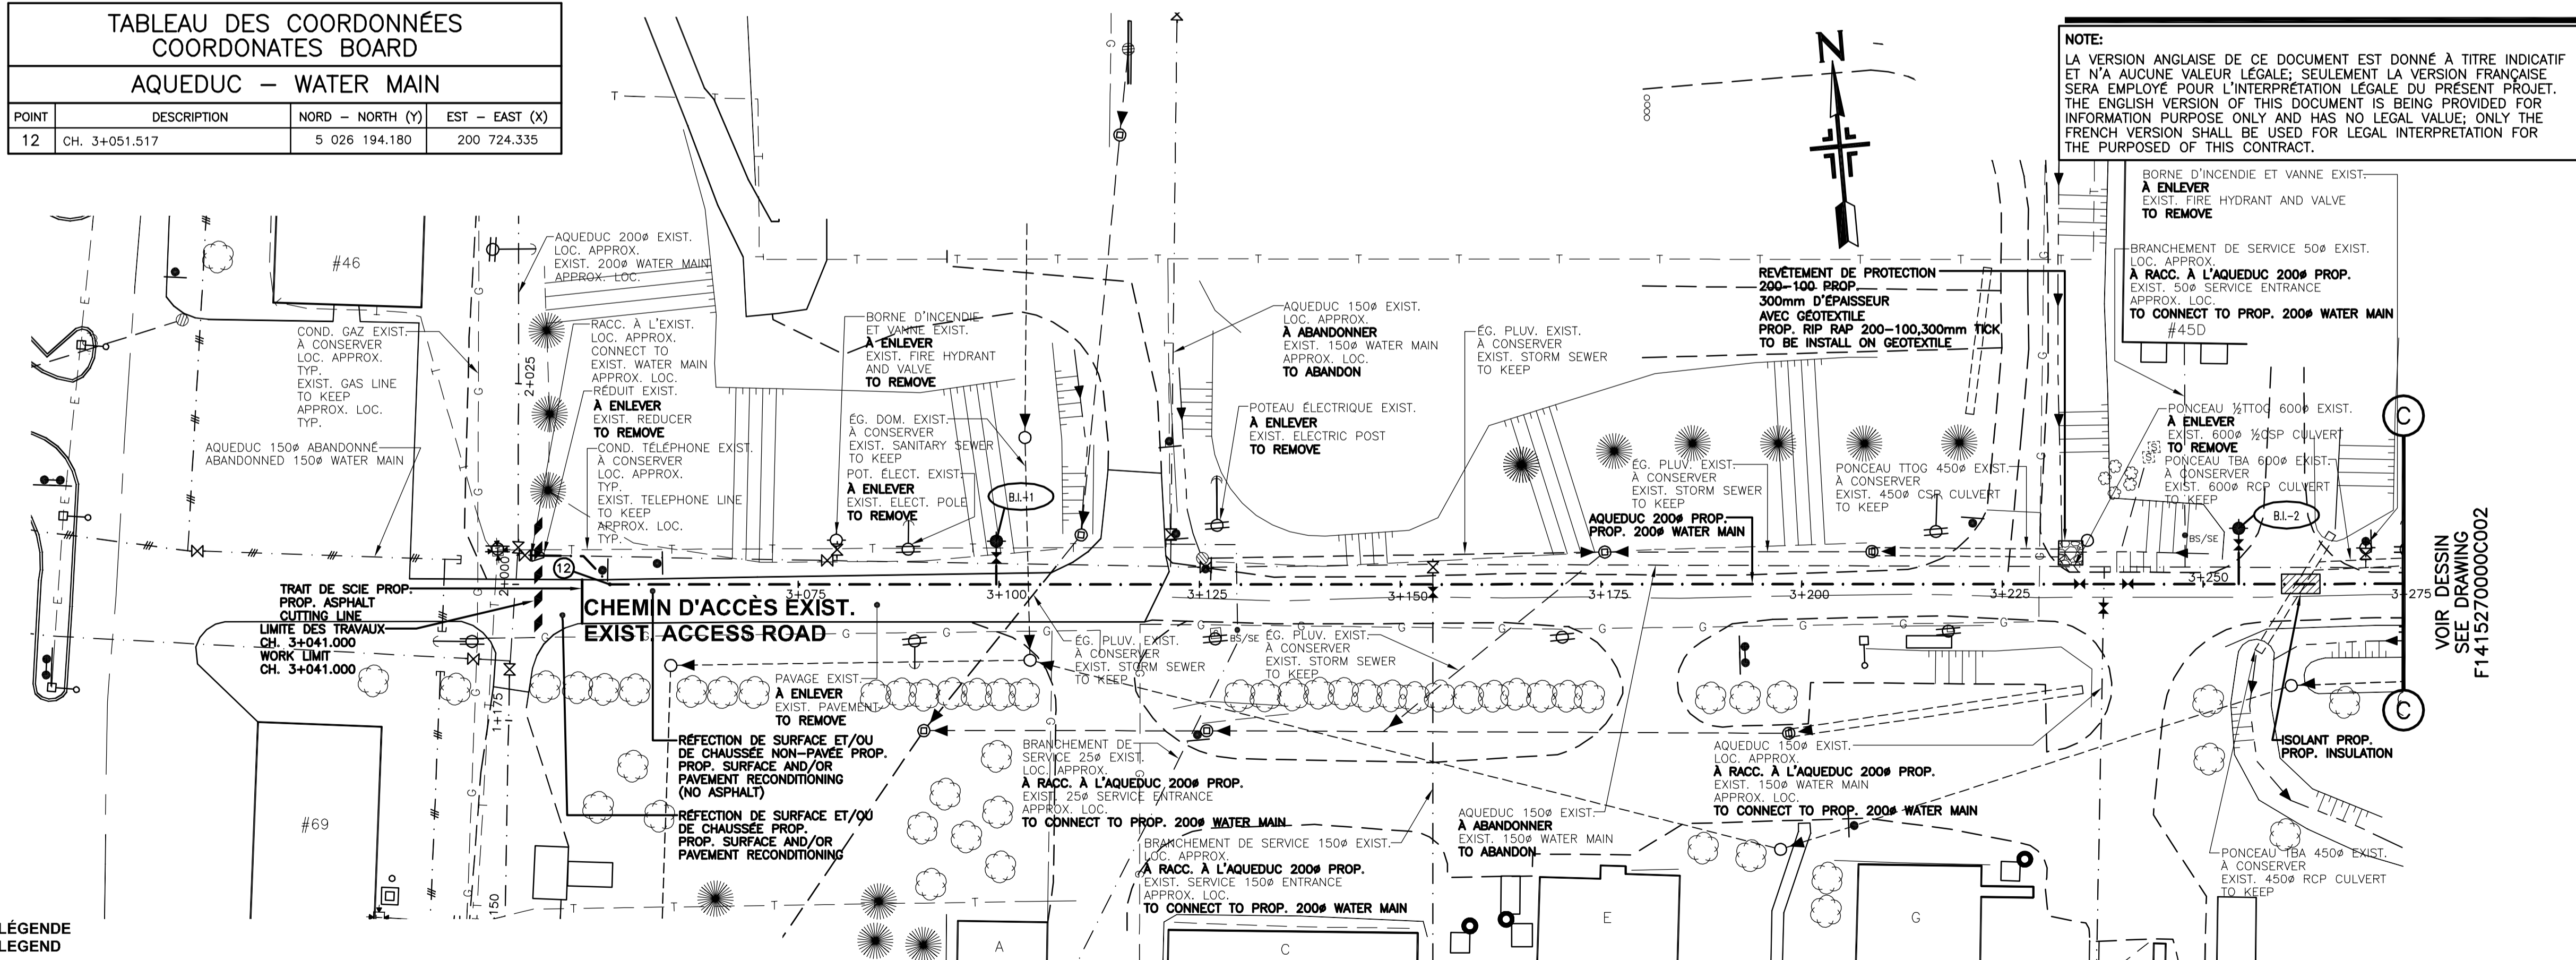 TABLEAU DES COORDONNÉES
COORDONATES BOARD
AQUEDUC – WATER MAIN
POINT DESCRIPTION NORD – NORTH (Y) EST – EAST (X)
12 CH. 3+051.517 5 026 194.180 200 724.335
N
NOTE:
LA VERSION ANGLAISE DE CE DOCUMENT EST DONNÉ À TITRE INDICATIF
ET N'A AUCUNE VALEUR LÉGALE; SEULEMENT LA VERSION FRANÇAISE
SERA EMPLOYÉ POUR L'INTERPRÉTATION LÉGALE DU PRÉSENT PROJET.
THE ENGLISH VERSION OF THIS DOCUMENT IS BEING PROVIDED FOR
INFORMATION PURPOSE ONLY AND HAS NO LEGAL VALUE; ONLY THE
FRENCH VERSION SHALL BE USED FOR LEGAL INTERPRETATION FOR
THE PURPOSED OF THIS CONTRACT.
#46
AQUEDUC 200ø EXIST.
LOC. APPROX.
EXIST. 200ø WATER MAIN
APPROX. LOC.
COND. GAZ EXIST.
À CONSERVER
LOC. APPROX.
TYP.
EXIST. GAS LINE
TO KEEP
APPROX. LOC.
TYP.
AQUEDUC 150ø ABANDONNÉ
ABANDONNED 150ø WATER MAIN
2+025
RACC. À L'EXIST.
LOC. APPROX.
CONNECT TO
EXIST. WATER MAIN
APPROX. LOC.
RÉDUIT EXIST.
À ENLEVER
EXIST. REDUCER
TO REMOVE
COND. TÉLÉPHONE EXIST.
À CONSERVER
LOC. APPROX.
TYP.
EXIST. TELEPHONE LINE
TO KEEP
APPROX. LOC.
TYP.
BORNE D'INCENDIE
ET VANNE EXIST.
À ENLEVER
EXIST. FIRE HYDRANT
AND VALVE
TO REMOVE
ÉG. DOM. EXIST.
À CONSERVER
EXIST. SANITARY SEWER
TO KEEP
POT. ÉLECT. EXIST.
À ENLEVER
EXIST. ELECT. POLE
TO REMOVE
B.I.-1
AQUEDUC 150ø EXIST.
LOC. APPROX.
À ABANDONNER
EXIST. 150ø WATER MAIN
APPROX. LOC.
TO ABANDON
POTEAU ÉLECTRIQUE EXIST.
À ENLEVER
EXIST. ELECTRIC POST
TO REMOVE
ÉG. PLUV. EXIST.
À CONSERVER
EXIST. STORM SEWER
TO KEEP
REVÊTEMENT DE PROTECTION
200-100 PROP.
300mm D'ÉPAISSEUR
AVEC GÉOTEXTILE
PROP. RIP RAP 200-100,300mm TICK
TO BE INSTALL ON GEOTEXTILE
ÉG. PLUV. EXIST.
À CONSERVER
EXIST. STORM SEWER
TO KEEP
AQUEDUC 200ø PROP.
PROP. 200ø WATER MAIN
PONCEAU TTOG 450ø EXIST.
À CONSERVER
EXIST. 450ø CSP CULVERT
TO KEEP
BORNE D'INCENDIE ET VANNE EXIST.
À ENLEVER
EXIST. FIRE HYDRANT AND VALVE
TO REMOVE
BRANCHEMENT DE SERVICE 50ø EXIST.
LOC. APPROX.
À RACC. À L'AQUEDUC 200ø PROP.
EXIST. 50ø SERVICE ENTRANCE
APPROX. LOC.
TO CONNECT TO PROP. 200ø WATER MAIN
#45D
PONCEAU ½TTOG 600ø EXIST.
À ENLEVER
EXIST. 600ø ½CSP CULVERT
TO REMOVE
PONCEAU TBA 600ø EXIST.
À CONSERVER
EXIST. 600ø RCP CULVERT
TO KEEP
B.I.-2
BS/SE
C
C
VOIR DESSIN
SEE DRAWING
F1415270000C002
2+000
12
TRAIT DE SCIE PROP.
PROP. ASPHALT
CUTTING LINE
LIMITE DES TRAVAUX
CH. 3+041.000
WORK LIMIT
CH. 3+041.000
CHEMIN D'ACCÈS EXIST.
EXIST. ACCESS ROAD
3+075
3+100
3+125
3+150
3+175
3+200
3+225
3+250
3+275
1+175
150
#69
PAVAGE EXIST.
À ENLEVER
EXIST. PAVEMENT
TO REMOVE
RÉFECTION DE SURFACE ET/OU
DE CHAUSSÉE NON-PAVÉE PROP.
PROP. SURFACE AND/OR
PAVEMENT RECONDITIONING
(NO ASPHALT)
RÉFECTION DE SURFACE ET/OU
DE CHAUSSÉE PROP.
PROP. SURFACE AND/OR
PAVEMENT RECONDITIONING
ÉG. PLUV. EXIST.
À CONSERVER
EXIST. STORM SEWER
TO KEEP
BS/SE
ÉG. PLUV. EXIST.
À CONSERVER
EXIST. STORM SEWER
TO KEEP
BRANCHEMENT DE
SERVICE 25ø EXIST.
LOC. APPROX.
À RACC. À L'AQUEDUC 200ø PROP.
EXIST. 25ø SERVICE ENTRANCE
APPROX. LOC.
TO CONNECT TO PROP. 200ø WATER MAIN
BRANCHEMENT DE SERVICE 150ø EXIST.
LOC. APPROX.
À RACC. À L'AQUEDUC 200ø PROP.
EXIST. SERVICE 150ø ENTRANCE
APPROX. LOC.
TO CONNECT TO PROP. 200ø WATER MAIN
AQUEDUC 150ø EXIST.
À ABANDONNER
EXIST. 150ø WATER MAIN
TO ABANDON
AQUEDUC 150ø EXIST.
LOC. APPROX.
À RACC. À L'AQUEDUC 200ø PROP.
EXIST. 150ø WATER MAIN
APPROX. LOC.
TO CONNECT TO PROP. 200ø WATER MAIN
ISOLANT PROP.
PROP. INSULATION
PONCEAU TBA 450ø EXIST.
À CONSERVER
EXIST. 450ø RCP CULVERT
TO KEEP
A
C
E
G
LÉGENDE
LEGEND